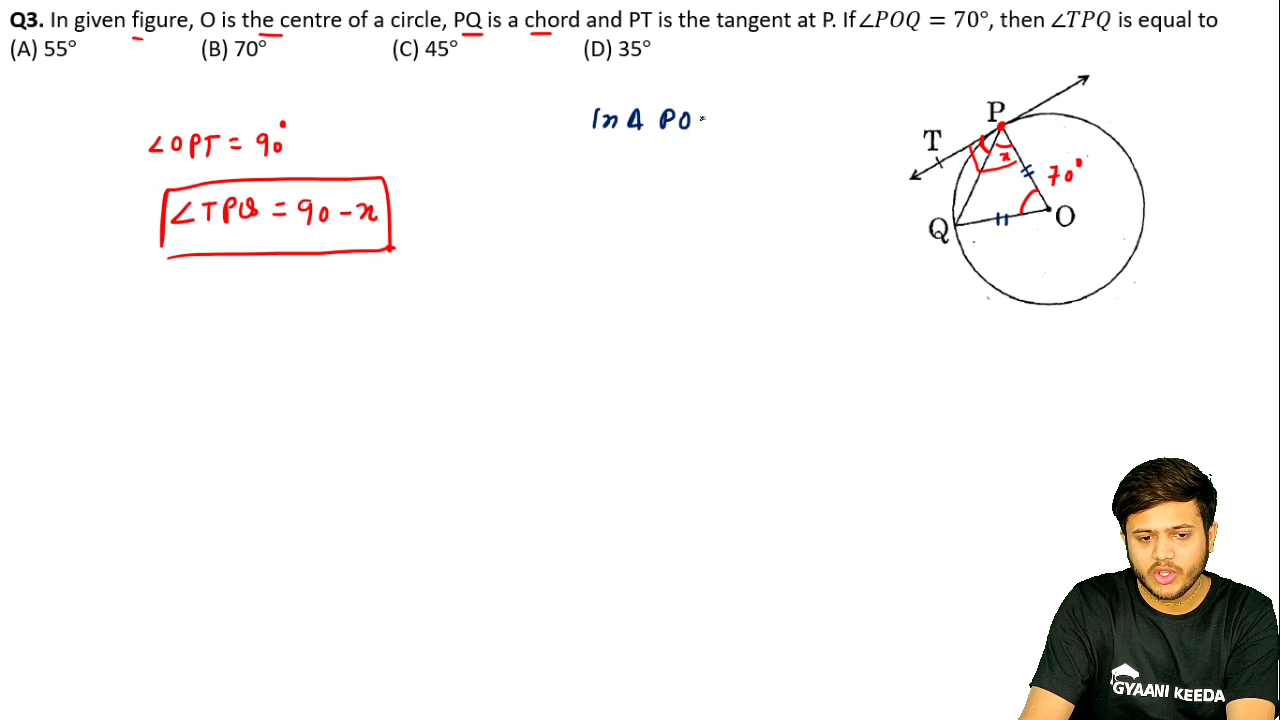 Q3. In given figure, O is the centre of a circle, PQ is a chord and PT is the tangent at P. If ∠POQ = 70°, then ∠TPQ is equal to
(A) 55° (B) 70° (C) 45° (D) 35°
∠OPT = 90°
∠TPQ = 90 - x
In Δ PO
P
T
x
70°
Q
O
GYAANI KEEDA